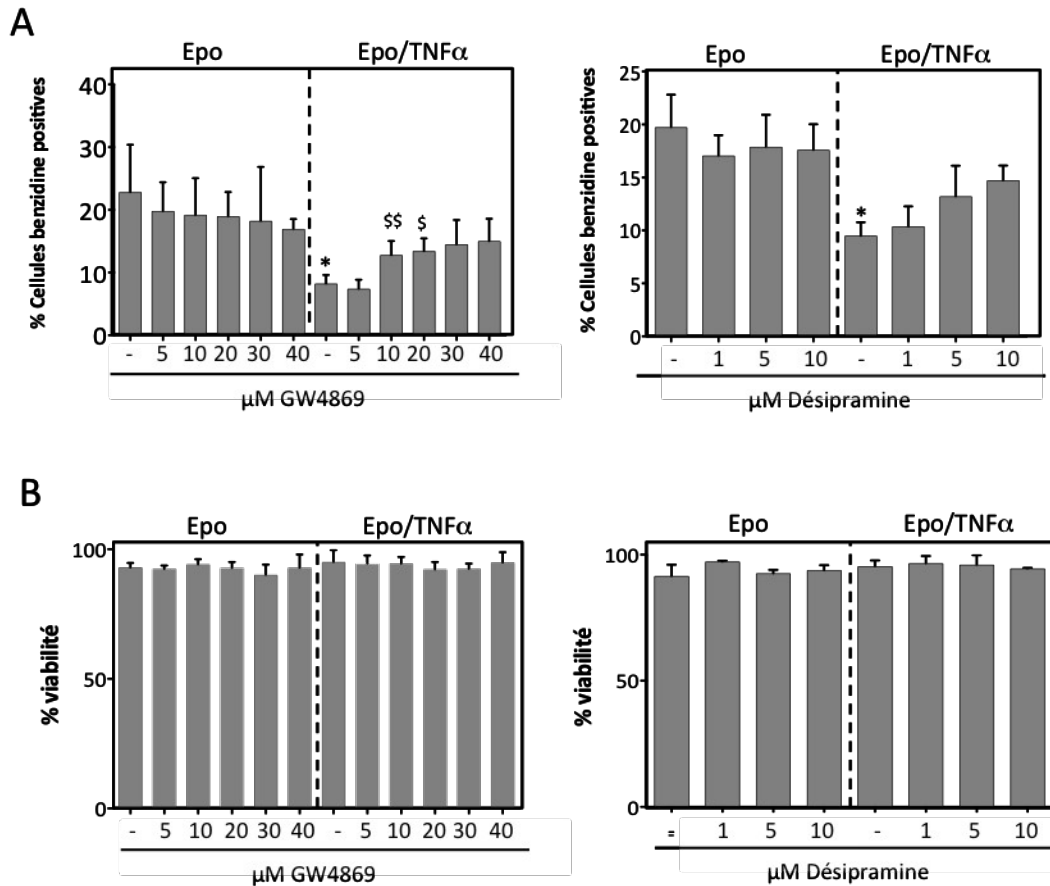 A
Epo Epo/TNFα
% Cellules benzidine positives
40
30
20
10
0
* $$ $
- 5 10 20 30 40 - 5 10 20 30 40
µM GW4869
Epo Epo/TNFα
% Cellules benzidine positives
25
20
15
10
5
0
*
- 1 5 10 - 1 5 10
µM Désipramine
B
Epo Epo/TNFα
% viabilité
100
50
0
- 5 10 20 30 40 - 5 10 20 30 40
µM GW4869
Epo Epo/TNFα
% viabilité
100
50
0
= 1 5 10 - 1 5 10
µM Désipramine